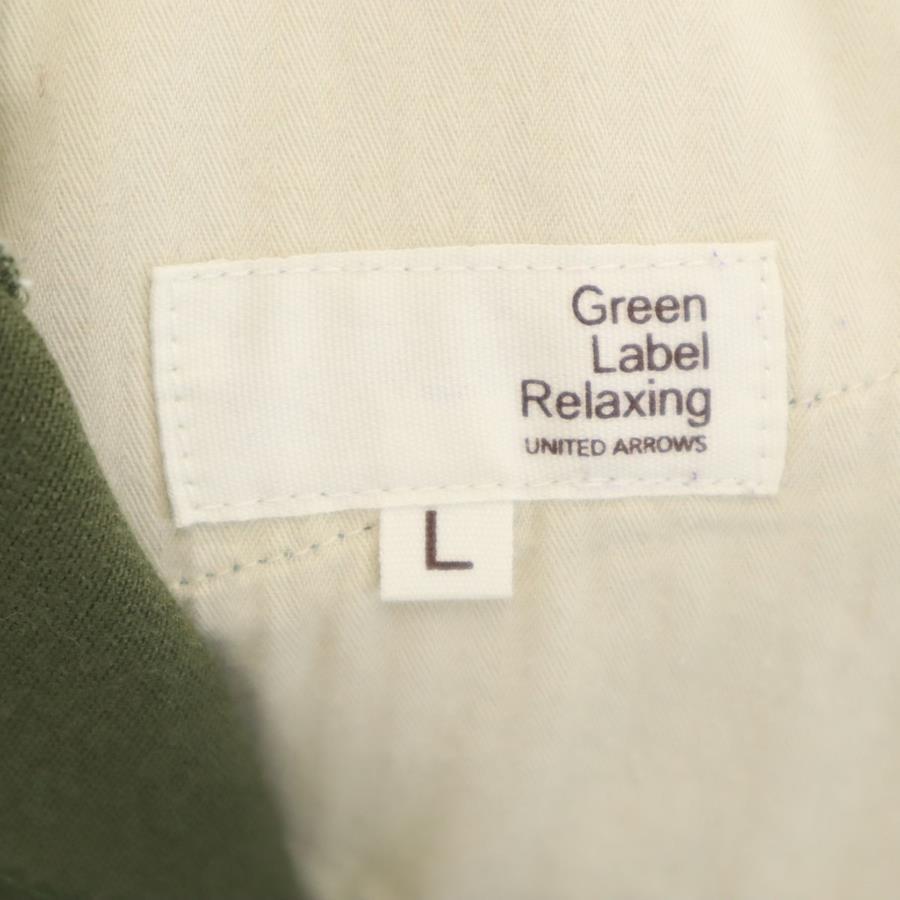 Green
Label
Relaxing
UNITED ARROWS
L